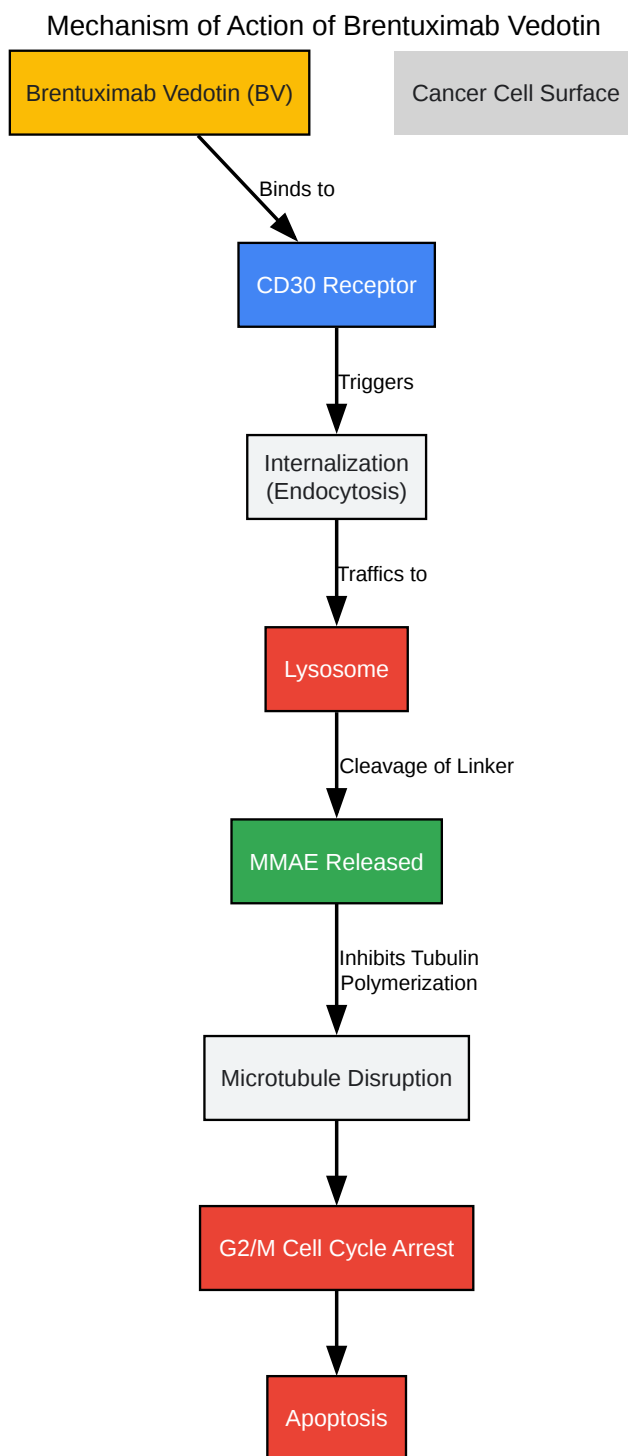 Mechanism of Action of Brentuximab Vedotin
Brentuximab Vedotin (BV)
Cancer Cell Surface
Binds to
CD30 Receptor
Triggers
Internalization
(Endocytosis)
Traffics to
Lysosome
Cleavage of Linker
MMAE Released
Inhibits Tubulin
Polymerization
Microtubule Disruption
G2/M Cell Cycle Arrest
Apoptosis